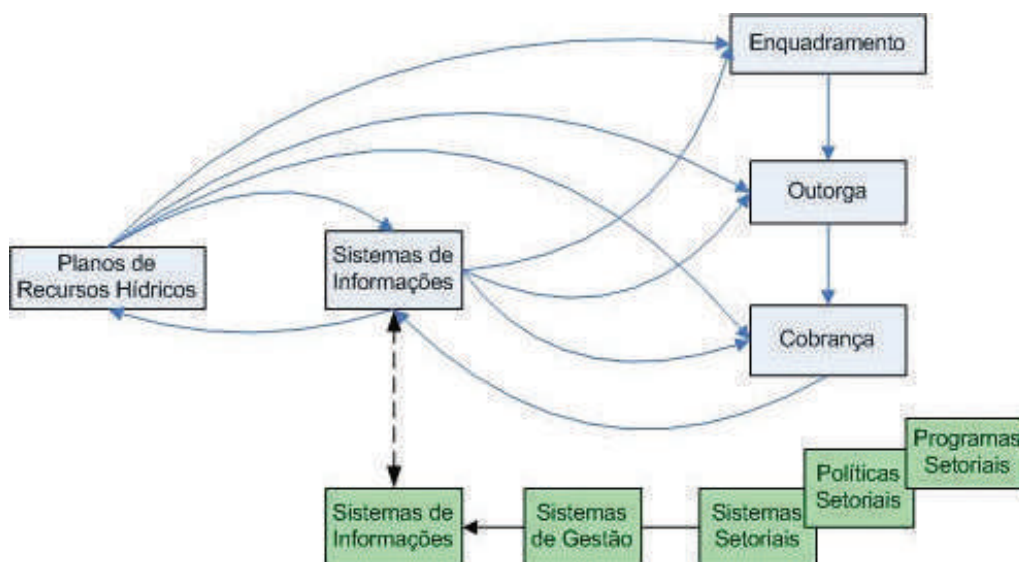 Enquadramento
Outorga
Planos de
Recursos Hídricos
Sistemas de
Informações
Cobrança
Programas
Setoriais
Políticas
Setoriais
Sistemas de
Informações
Sistemas
de Gestão
Sistemas
Setoriais